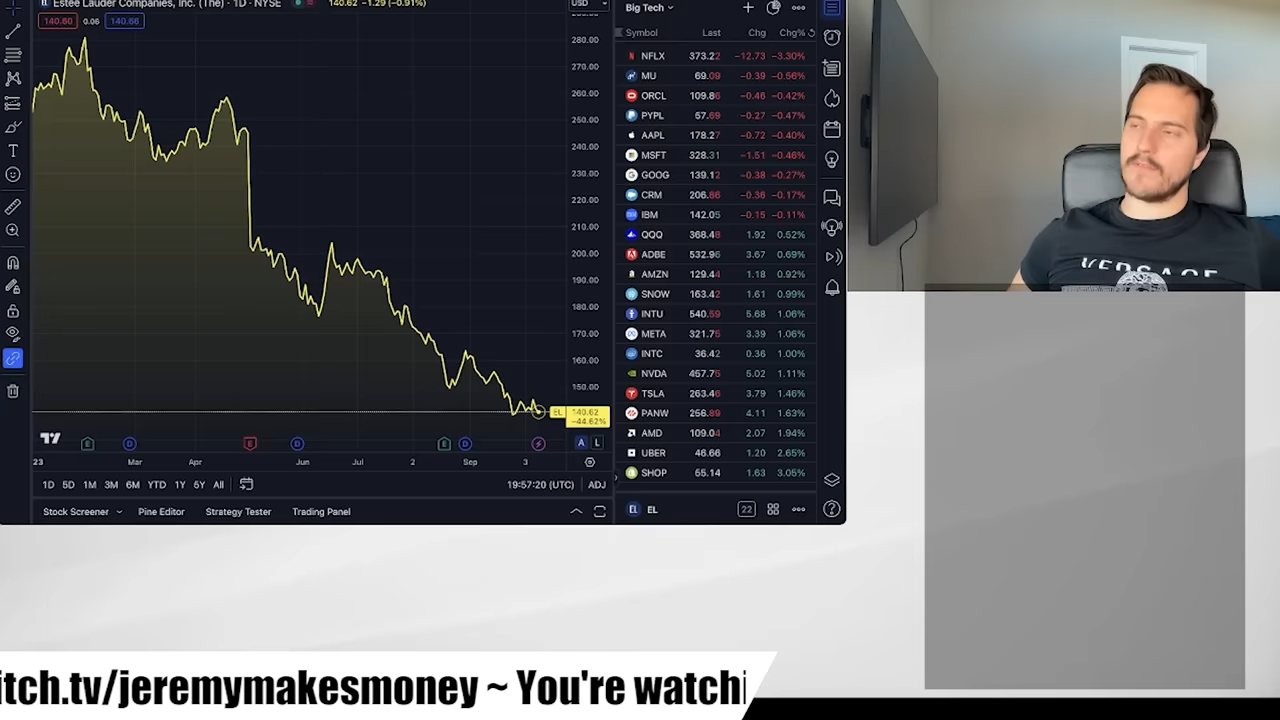 Estee Lauder Companies, Inc. (The) · 1D · NYSE 140.62 −1.29 (−0.91%)
USD
140.60 0.06 140.66
280.00
270.00
260.00
250.00
240.00
230.00
220.00
210.00
200.00
190.00
180.00
170.00
160.00
150.00
EL 140.62
−44.62%
E D E D E D
A L
23 Mar Apr Jun Jul 2 Sep 3
1D 5D 1M 3M 6M YTD 1Y 5Y All 19:57:20 (UTC) ADJ
Stock Screener Pine Editor Strategy Tester Trading Panel
Big Tech
Symbol Last Chg Chg%
NFLX 373.22 −12.73 −3.30%
MU 69.09 −0.39 −0.56%
ORCL 109.86 −0.46 −0.42%
PYPL 57.69 −0.27 −0.47%
AAPL 178.27 −0.72 −0.40%
MSFT 328.31 −1.51 −0.46%
GOOG 139.12 −0.38 −0.27%
CRM 206.66 −0.36 −0.17%
IBM 142.05 −0.15 −0.11%
QQQ 368.48 1.92 0.52%
ADBE 532.96 3.67 0.69%
AMZN 129.44 1.18 0.92%
SNOW 163.42 1.61 0.99%
INTU 540.59 5.68 1.06%
META 321.75 3.39 1.06%
INTC 36.42 0.36 1.00%
NVDA 457.75 5.02 1.11%
TSLA 263.46 3.79 1.46%
PANW 256.89 4.11 1.63%
AMD 109.04 2.07 1.94%
UBER 46.66 1.20 2.65%
SHOP 55.14 1.63 3.05%
EL 22
VERSACE
itch.tv/jeremymakesmoney ~ You're watchi